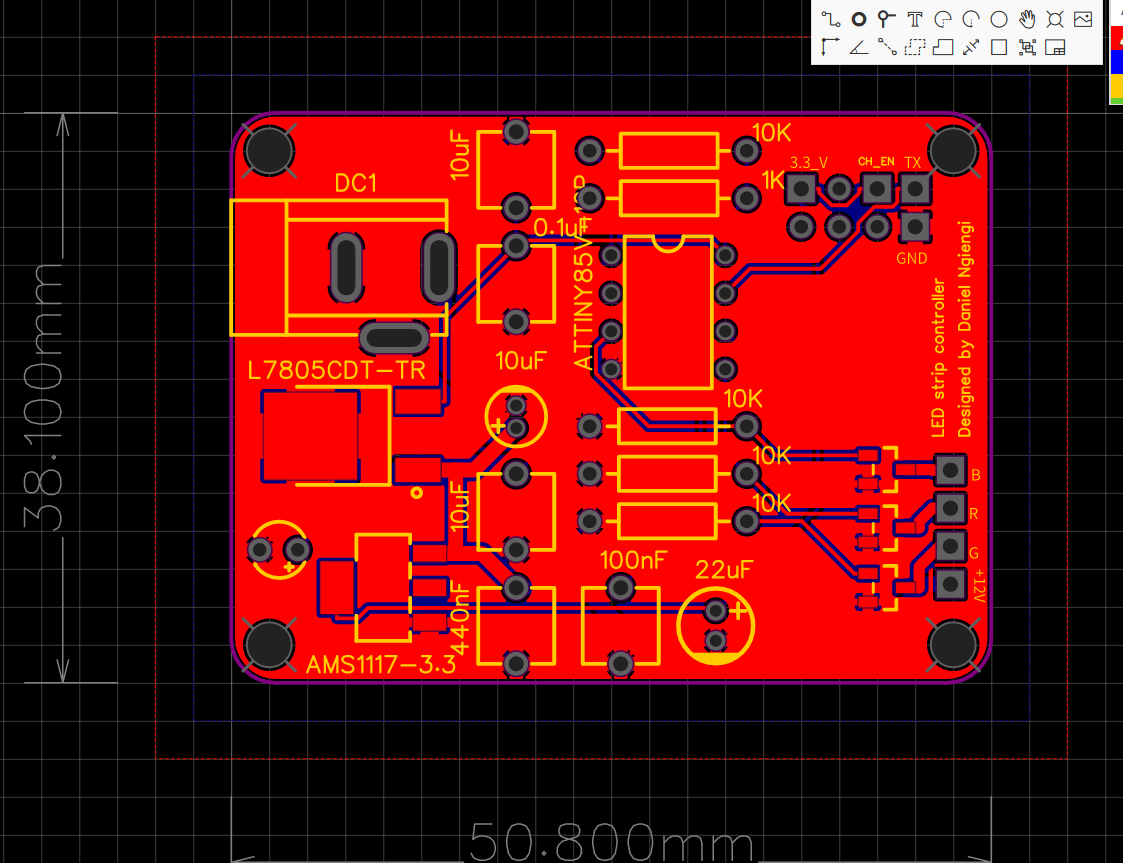 10uF
10K
3.3_V
CH_EN
TX
1K
DC1
0.1uF
ATTINY85V-10P
GND
38.100mm
L7805CDT-TR
10uF
LED strip controller
Designed by Daniel Ngiengi
10K
10K
B
10uF
10K
R
100nF
22uF
G
+12V
440nF
AMS1117-3.3
50.800mm